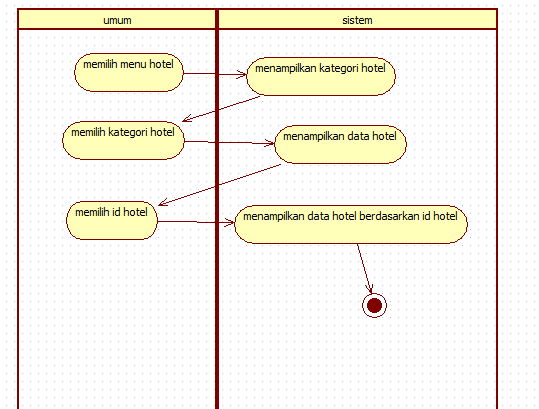 umum
sistem
memilih menu hotel
menampilkan kategori hotel
memilih kategori hotel
menampilkan data hotel
memilih id hotel
menampilkan data hotel berdasarkan id hotel